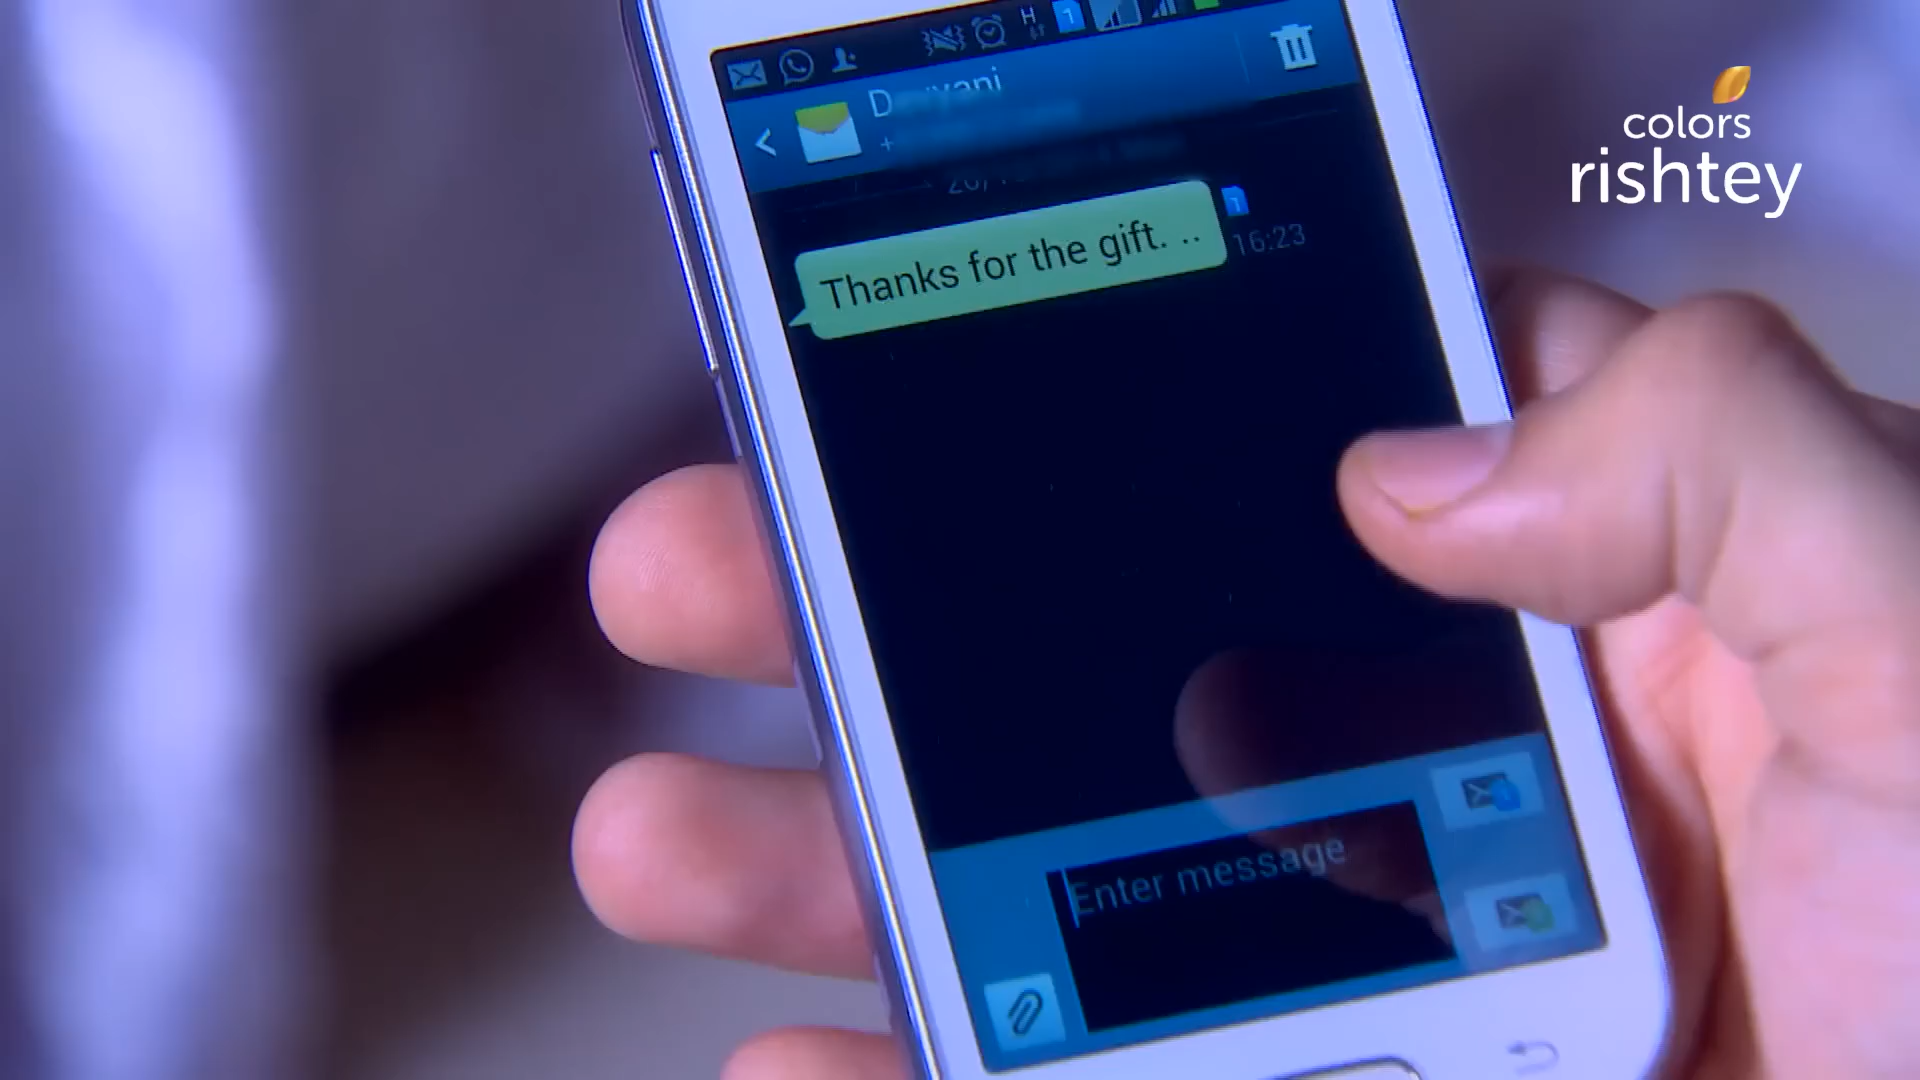 colors
rishtey
Thanks for the gift. ..
16:23
Enter message